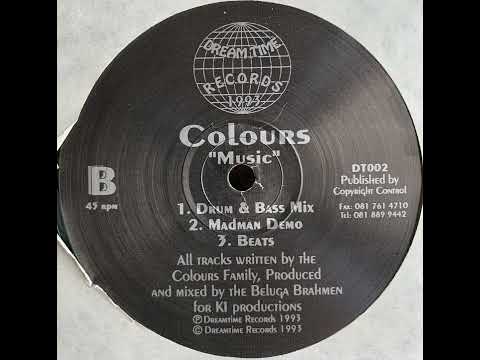 DREAM TIME
RECORDS
1993
Colours
"Music"
B
45 rpm
DT002
Published by
Copyright Control
Fax: 081 761 4710
Tel: 081 889 9442
1. Drum & Bass Mix
2. Madman Demo
3. Beats
All tracks written by the
Colours Family, Produced
and mixed by the Beluga Brahmen
for K1 productions
Ⓟ Dreamtime Records 1993
© Dreamtime Records 1993